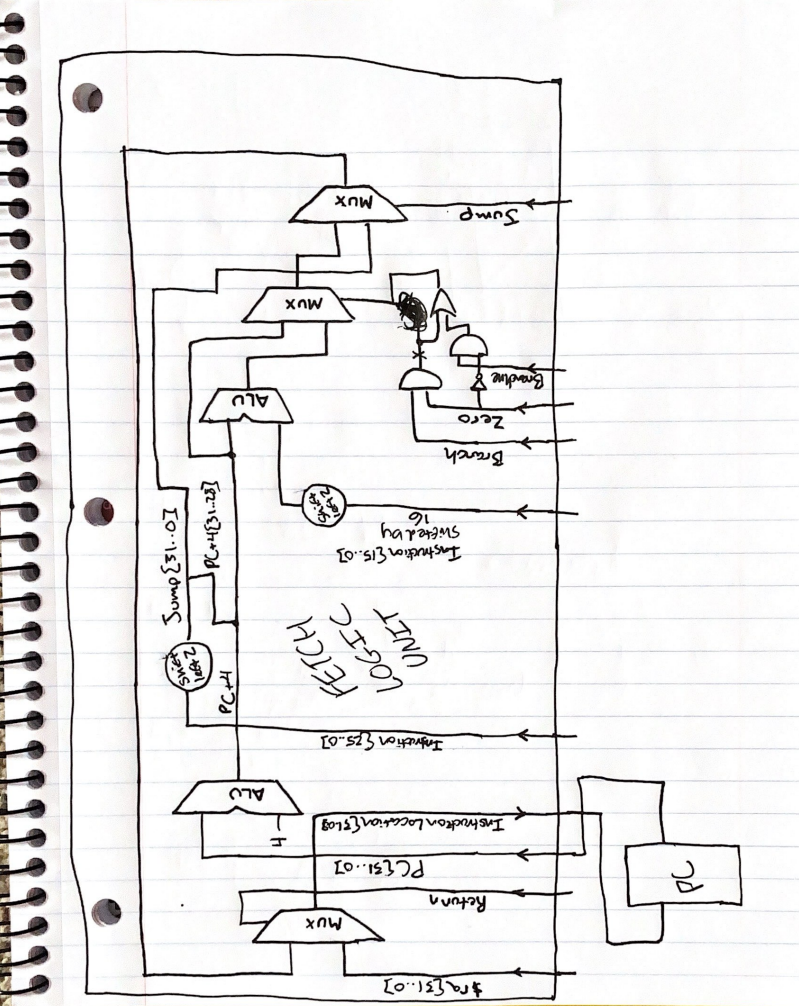 $ra[31..0]
MUX
Return
PC[31..0]
PC
4
Instruction Location[31..0]
ALU
Instruction[25..0]
PC+4
shift
left 2
FETCH
LOGIC
UNIT
Jump[31..0]
PC+4[31..28]
Instruction[15..0]
Shifted by
16
shift
left 2
Branch
Zero
BranchNe
ALU
MUX
Jump
MUX